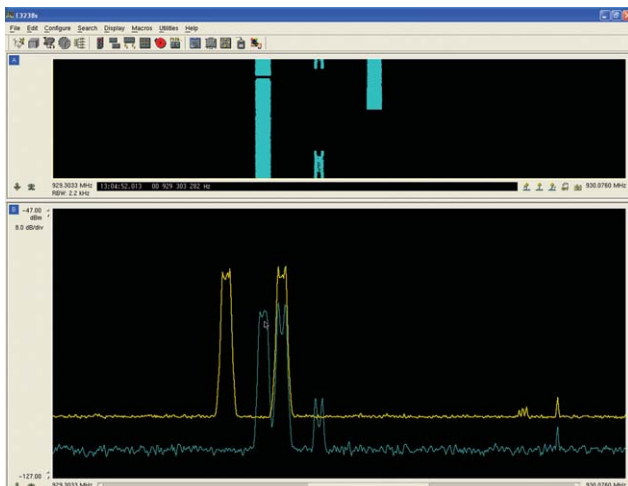 E3238s
File Edit Configure Search Display Macros Utilities Help
A
929.3033 MHz 13:04:52.013 00 929 303 282 Hz 930.0760 MHz
RBW: 2.2 kHz
B -47.00
dBm
8.0 dB/div
-127.00
929.3033 MHz 930.0760 MHz